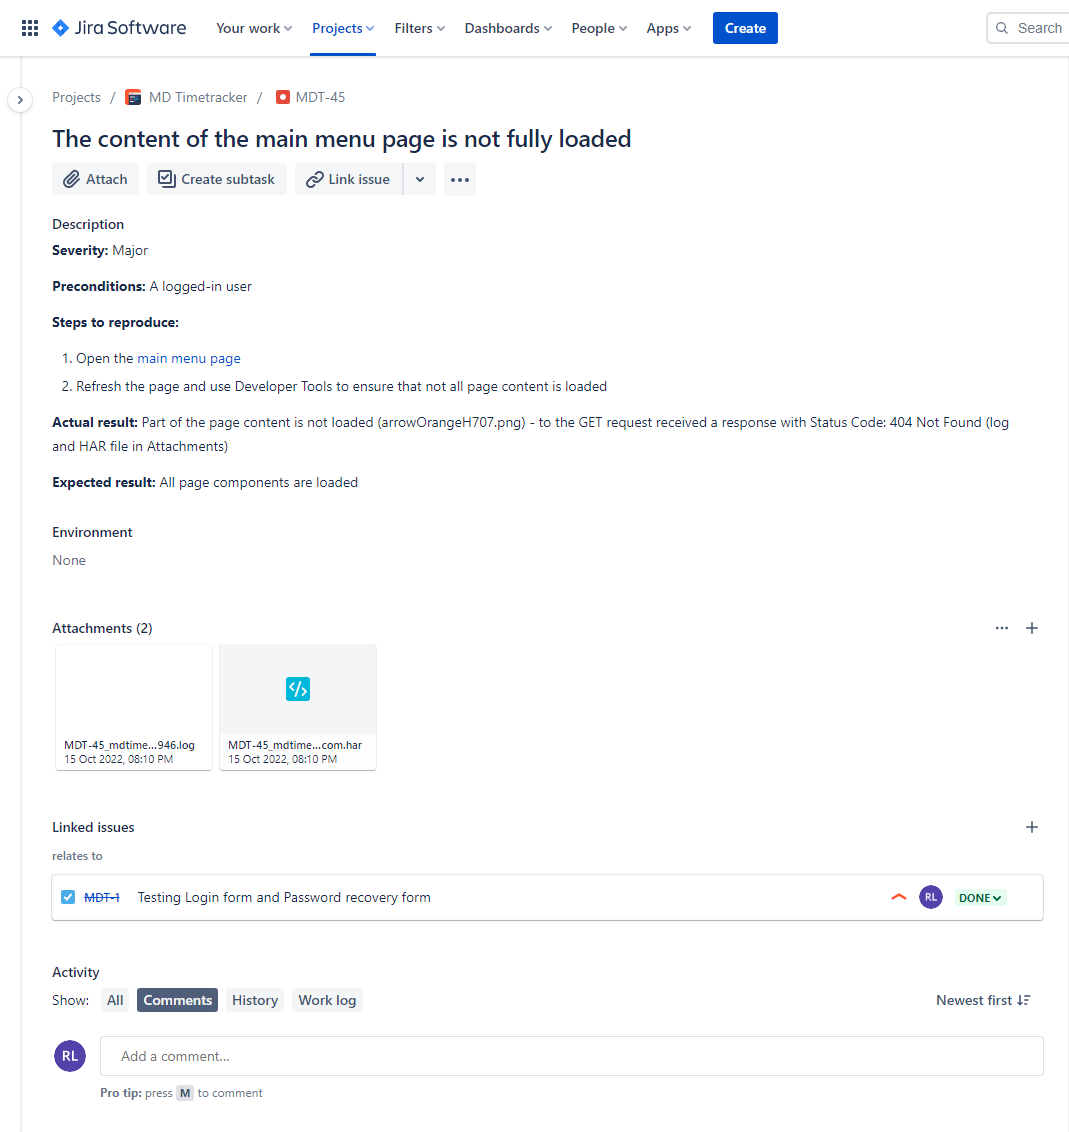 Jira Software Your work Projects Filters Dashboards People Apps Create Search
Projects / MD Timetracker / MDT-45
The content of the main menu page is not fully loaded
Attach Create subtask Link issue
Description
Severity: Major
Preconditions: A logged-in user
Steps to reproduce:
1. Open the main menu page
2. Refresh the page and use Developer Tools to ensure that not all page content is loaded
Actual result: Part of the page content is not loaded (arrowOrangeH707.png) - to the GET request received a response with Status Code: 404 Not Found (log
and HAR file in Attachments)
Expected result: All page components are loaded
Environment
None
Attachments (2)
MDT-45_mdtime...946.log MDT-45_mdtime...com.har
15 Oct 2022, 08:10 PM 15 Oct 2022, 08:10 PM
Linked issues
relates to
MDT-1 Testing Login form and Password recovery form RL DONE
Activity
Show: All Comments History Work log Newest first
RL Add a comment...
Pro tip: press M to comment